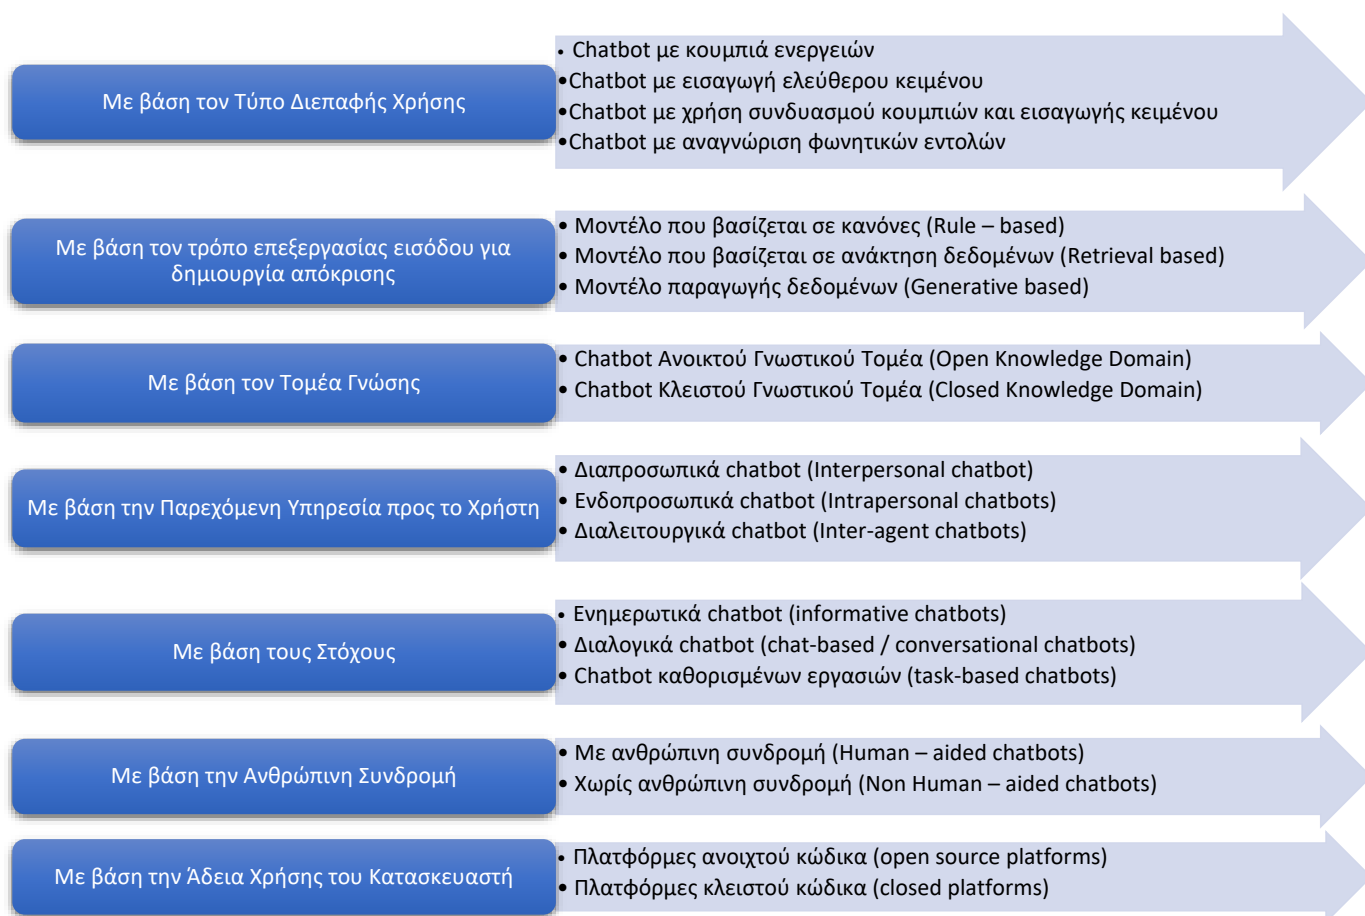 Με βάση τον Τύπο Διεπαφής Χρήσης
• Chatbot με κουμπιά ενεργειών
•Chatbot με εισαγωγή ελεύθερου κειμένου
•Chatbot με χρήση συνδυασμού κουμπιών και εισαγωγής κειμένου
•Chatbot με αναγνώριση φωνητικών εντολών
Με βάση τον τρόπο επεξεργασίας εισόδου για
δημιουργία απόκρισης
• Μοντέλο που βασίζεται σε κανόνες (Rule – based)
• Μοντέλο που βασίζεται σε ανάκτηση δεδομένων (Retrieval based)
• Μοντέλο παραγωγής δεδομένων (Generative based)
Με βάση τον Τομέα Γνώσης
• Chatbot Ανοικτού Γνωστικού Τομέα (Open Knowledge Domain)
• Chatbot Κλειστού Γνωστικού Τομέα (Closed Knowledge Domain)
Με βάση την Παρεχόμενη Υπηρεσία προς το Χρήστη
• Διαπροσωπικά chatbot (Interpersonal chatbot)
• Ενδοπροσωπικά chatbot (Intrapersonal chatbots)
• Διαλειτουργικά chatbot (Inter-agent chatbots)
Με βάση τους Στόχους
• Ενημερωτικά chatbot (informative chatbots)
• Διαλογικά chatbot (chat-based / conversational chatbots)
• Chatbot καθορισμένων εργασιών (task-based chatbots)
Με βάση την Ανθρώπινη Συνδρομή
• Με ανθρώπινη συνδρομή (Human – aided chatbots)
• Χωρίς ανθρώπινη συνδρομή (Non Human – aided chatbots)
Με βάση την Άδεια Χρήσης του Κατασκευαστή
• Πλατφόρμες ανοιχτού κώδικα (open source platforms)
• Πλατφόρμες κλειστού κώδικα (closed platforms)